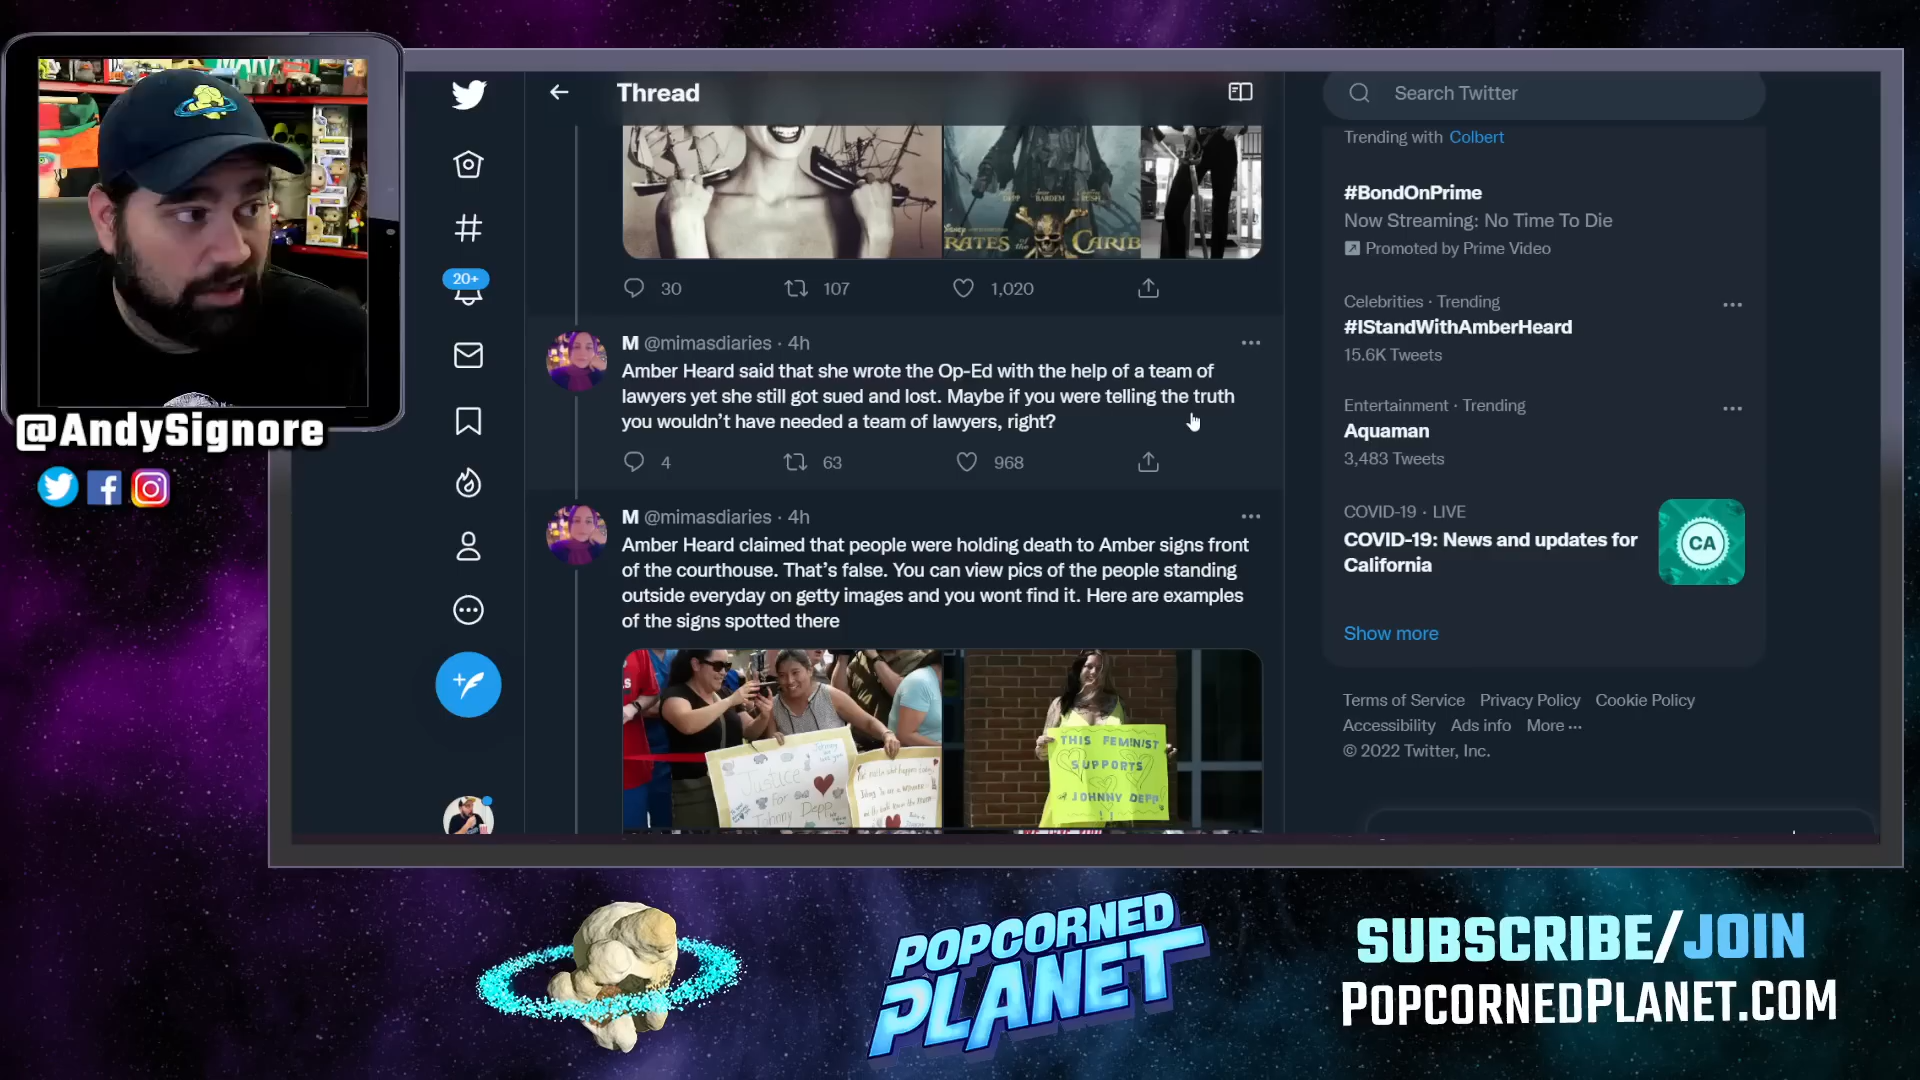 Thread
Search Twitter
Trending with Colbert
#BondOnPrime
Now Streaming: No Time To Die
Promoted by Prime Video
RATES of the CARIB
30
107
1,020
Celebrities · Trending
#IStandWithAmberHeard
15.6K Tweets
20+
M @mimasdiaries · 4h
Amber Heard said that she wrote the Op-Ed with the help of a team of
lawyers yet she still got sued and lost. Maybe if you were telling the truth
you wouldn't have needed a team of lawyers, right?
4
63
968
Entertainment · Trending
Aquaman
3,483 Tweets
@AndySignore
M @mimasdiaries · 4h
Amber Heard claimed that people were holding death to Amber signs front
of the courthouse. That's false. You can view pics of the people standing
outside everyday on getty images and you wont find it. Here are examples
of the signs spotted there
COVID-19 · LIVE
COVID-19: News and updates for
California
CA
Show more
Terms of Service Privacy Policy Cookie Policy
Accessibility Ads info More ···
© 2022 Twitter, Inc.
Justice
For
Johnny
Depp
THIS FEMINIST
SUPPORTS
JOHNNY DEPP
!!
POPCORNED
PLANET
SUBSCRIBE/JOIN
POPCORNEDPLANET.COM